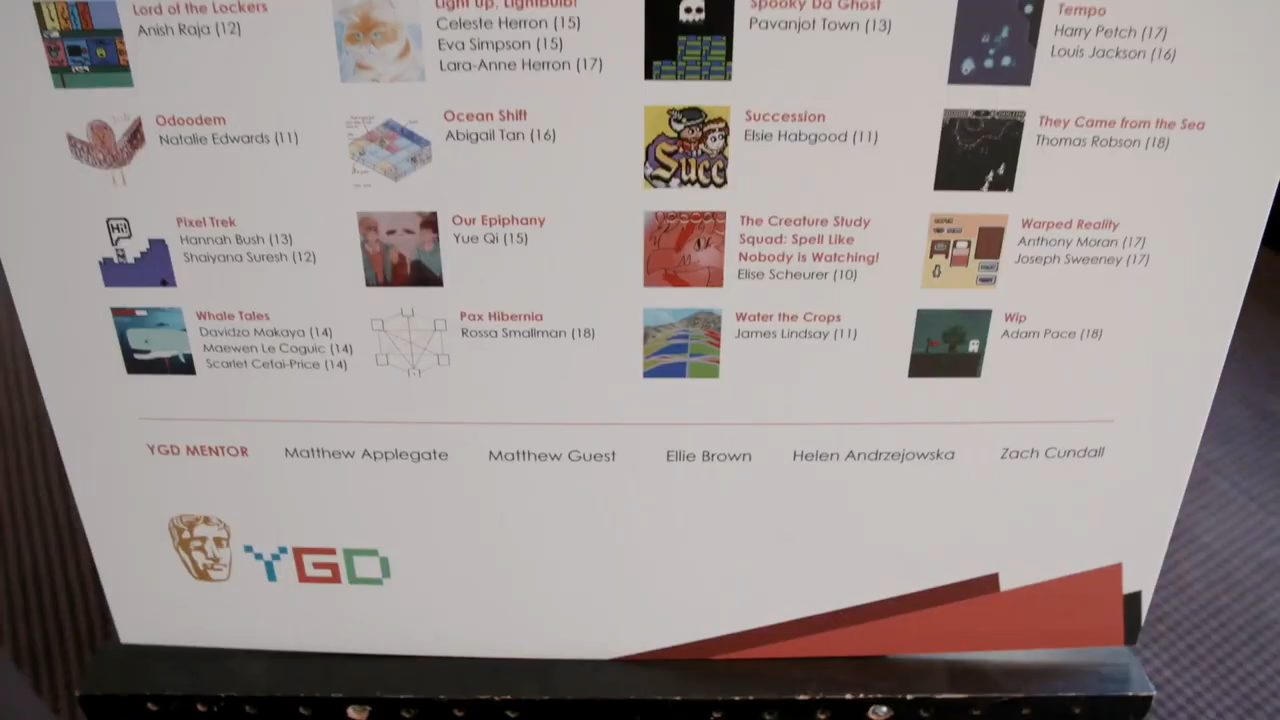 Lord of the Lockers
Anish Raja (12)
Light Up, Lightbulb!
Celeste Herron (15)
Eva Simpson (15)
Lara-Anne Herron (17)
Spooky Da Ghost
Pavanjot Town (13)
Tempo
Harry Petch (17)
Louis Jackson (16)
Odoodem
Natalie Edwards (11)
Ocean Shift
Abigail Tan (16)
Succ
Succession
Elsie Habgood (11)
They Came from the Sea
Thomas Robson (18)
Hi!
Pixel Trek
Hannah Bush (13)
Shaiyana Suresh (12)
Our Epiphany
Yue Qi (15)
The Creature Study
Squad: Spell Like
Nobody Is Watching!
Elise Scheurer (10)
Warped Reality
Anthony Moran (17)
Joseph Sweeney (17)
Whale Tales
Davidzo Makaya (14)
Maewen Le Coguic (14)
Scarlet Cetai-Price (14)
Pax Hibernia
Rossa Smallman (18)
Water the Crops
James Lindsay (11)
Wip
Adam Pace (18)
YGD MENTOR Matthew Applegate Matthew Guest Ellie Brown Helen Andrzejowska Zach Cundall
YGD